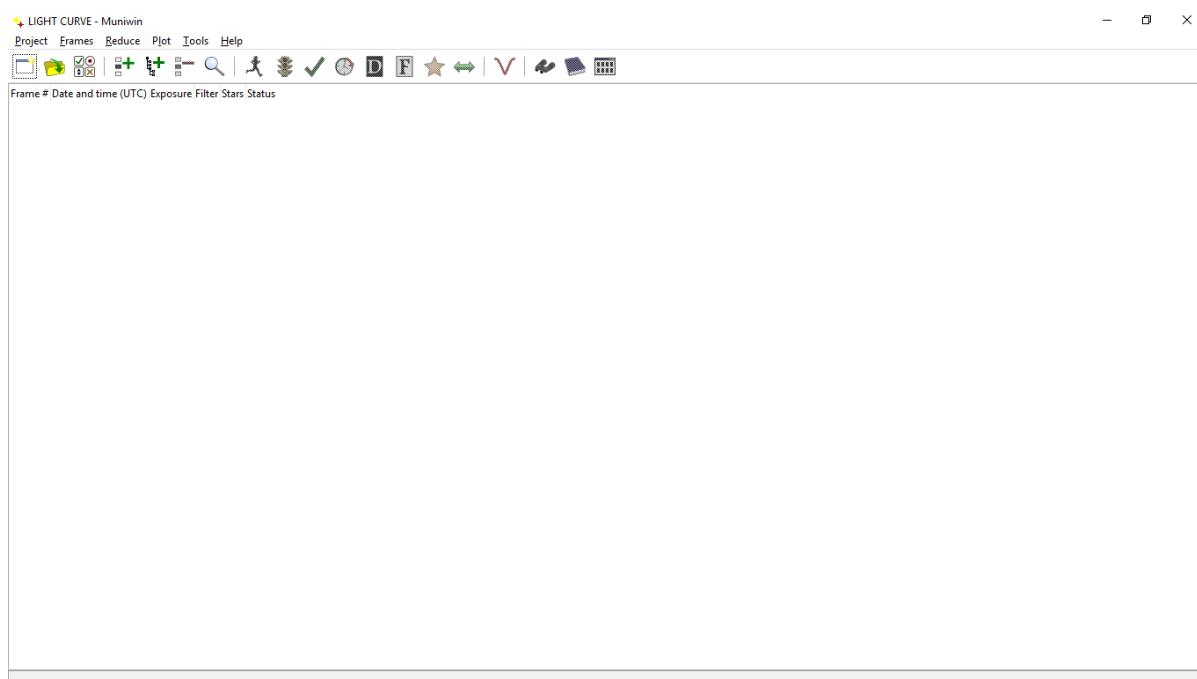 LIGHT CURVE - Muniwin
Project Frames Reduce Plot Tools Help
D F
Frame # Date and time (UTC) Exposure Filter Stars Status